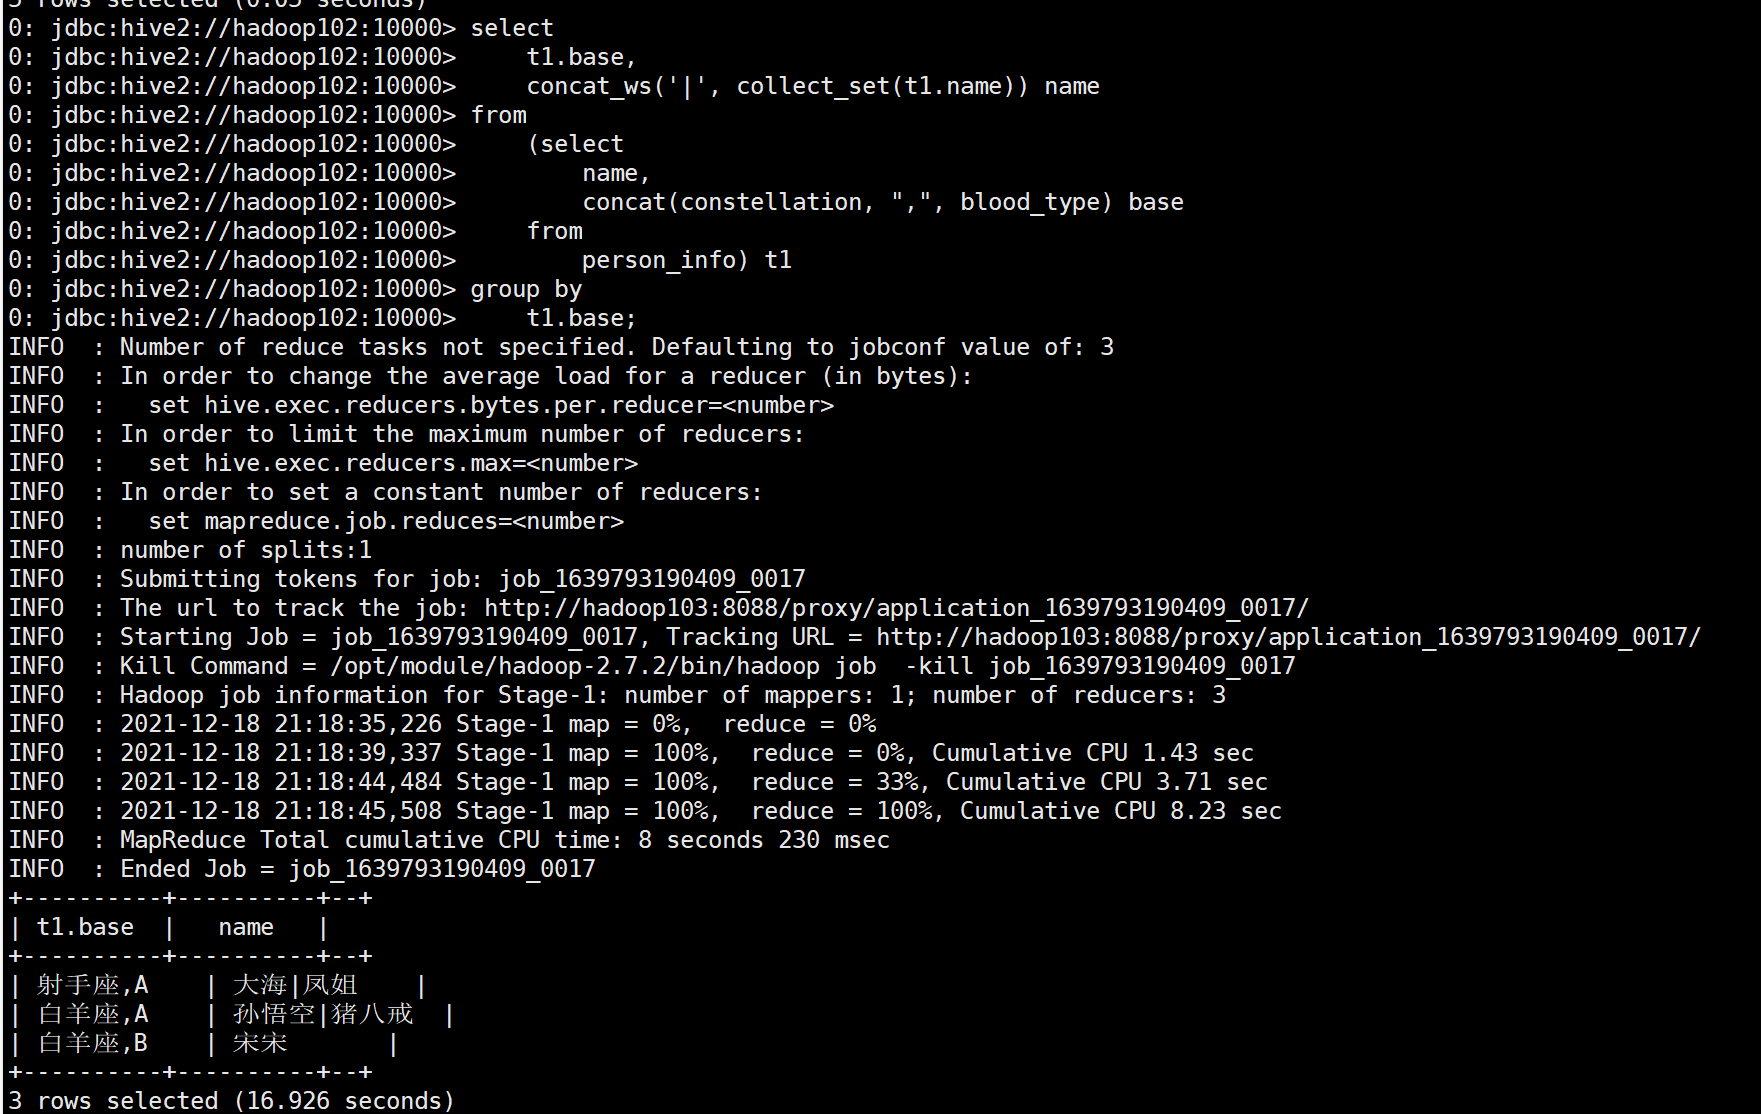 5 rows selected (0.05 seconds)
0: jdbc:hive2://hadoop102:10000> select
0: jdbc:hive2://hadoop102:10000>     t1.base,
0: jdbc:hive2://hadoop102:10000>     concat_ws('|', collect_set(t1.name)) name
0: jdbc:hive2://hadoop102:10000> from
0: jdbc:hive2://hadoop102:10000>     (select
0: jdbc:hive2://hadoop102:10000>         name,
0: jdbc:hive2://hadoop102:10000>         concat(constellation, ",", blood_type) base
0: jdbc:hive2://hadoop102:10000>     from
0: jdbc:hive2://hadoop102:10000>         person_info) t1
0: jdbc:hive2://hadoop102:10000> group by
0: jdbc:hive2://hadoop102:10000>     t1.base;
INFO  : Number of reduce tasks not specified. Defaulting to jobconf value of: 3
INFO  : In order to change the average load for a reducer (in bytes):
INFO  :   set hive.exec.reducers.bytes.per.reducer=<number>
INFO  : In order to limit the maximum number of reducers:
INFO  :   set hive.exec.reducers.max=<number>
INFO  : In order to set a constant number of reducers:
INFO  :   set mapreduce.job.reduces=<number>
INFO  : number of splits:1
INFO  : Submitting tokens for job: job_1639793190409_0017
INFO  : The url to track the job: http://hadoop103:8088/proxy/application_1639793190409_0017/
INFO  : Starting Job = job_1639793190409_0017, Tracking URL = http://hadoop103:8088/proxy/application_1639793190409_0017/
INFO  : Kill Command = /opt/module/hadoop-2.7.2/bin/hadoop job  -kill job_1639793190409_0017
INFO  : Hadoop job information for Stage-1: number of mappers: 1; number of reducers: 3
INFO  : 2021-12-18 21:18:35,226 Stage-1 map = 0%,  reduce = 0%
INFO  : 2021-12-18 21:18:39,337 Stage-1 map = 100%,  reduce = 0%, Cumulative CPU 1.43 sec
INFO  : 2021-12-18 21:18:44,484 Stage-1 map = 100%,  reduce = 33%, Cumulative CPU 3.71 sec
INFO  : 2021-12-18 21:18:45,508 Stage-1 map = 100%,  reduce = 100%, Cumulative CPU 8.23 sec
INFO  : MapReduce Total cumulative CPU time: 8 seconds 230 msec
INFO  : Ended Job = job_1639793190409_0017
+----------+----------+--+
| t1.base  |   name   |
+----------+----------+--+
| 射手座,A    | 大海|凤姐    |
| 白羊座,A    | 孙悟空|猪八戒  |
| 白羊座,B    | 宋宋       |
+----------+----------+--+
3 rows selected (16.926 seconds)